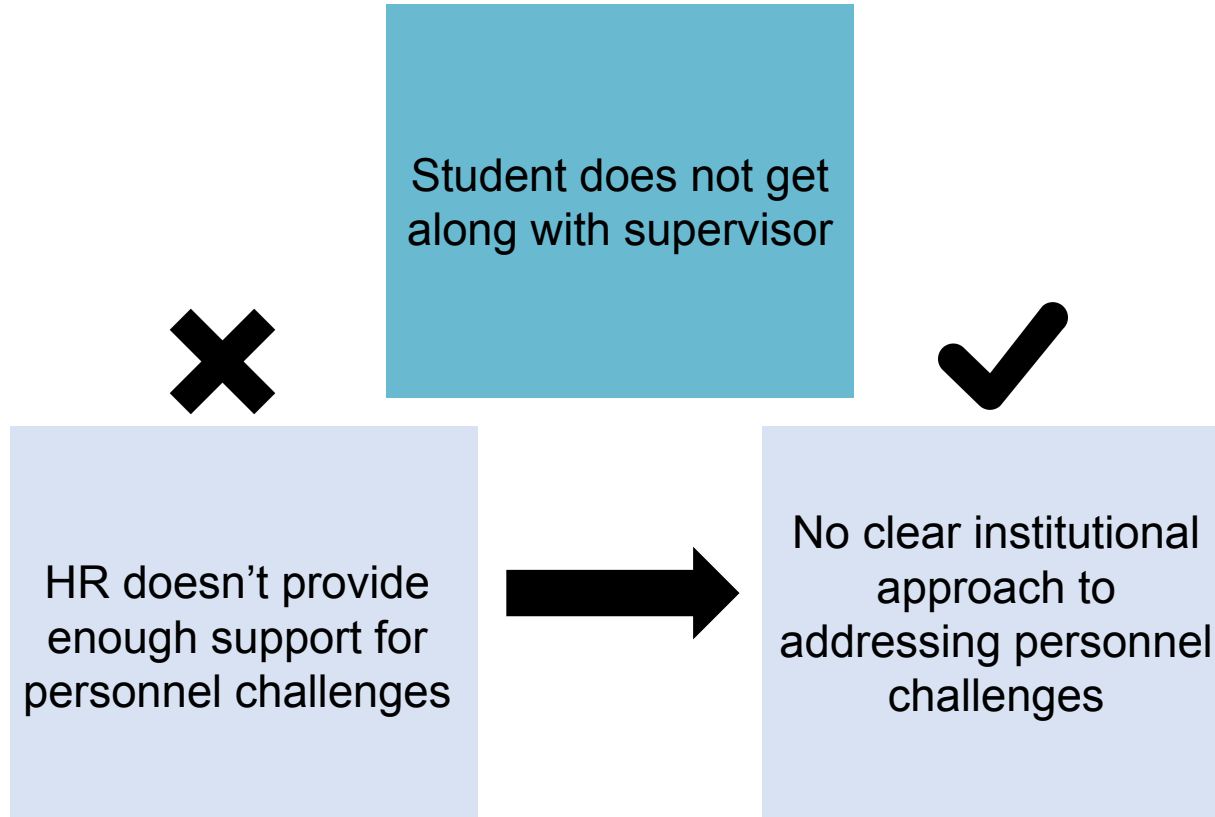 Student does not get
along with supervisor
HR doesn’t provide
enough support for
personnel challenges
No clear institutional
approach to
addressing personnel
challenges